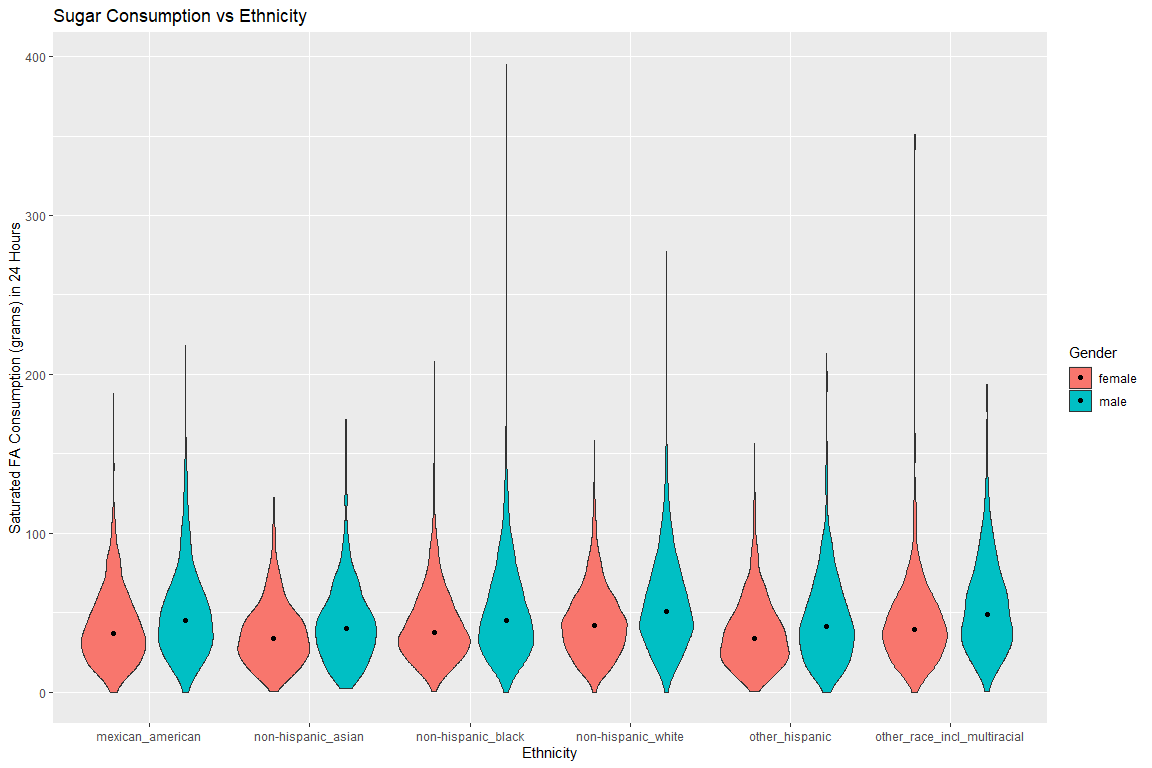 Sugar Consumption vs Ethnicity
Saturated FA Consumption (grams) in 24 Hours
400
300
200
100
0
mexican_american
non-hispanic_asian
non-hispanic_black
non-hispanic_white
other_hispanic
other_race_incl_multiracial
Ethnicity
Gender
female
male